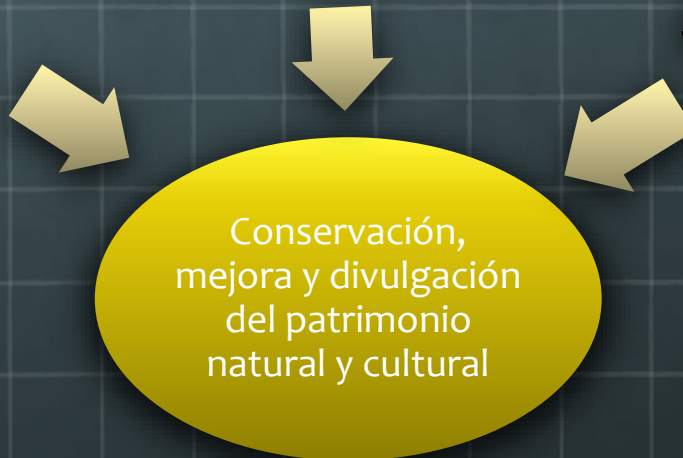 Conservación,
mejora y divulgación
del patrimonio
natural y cultural